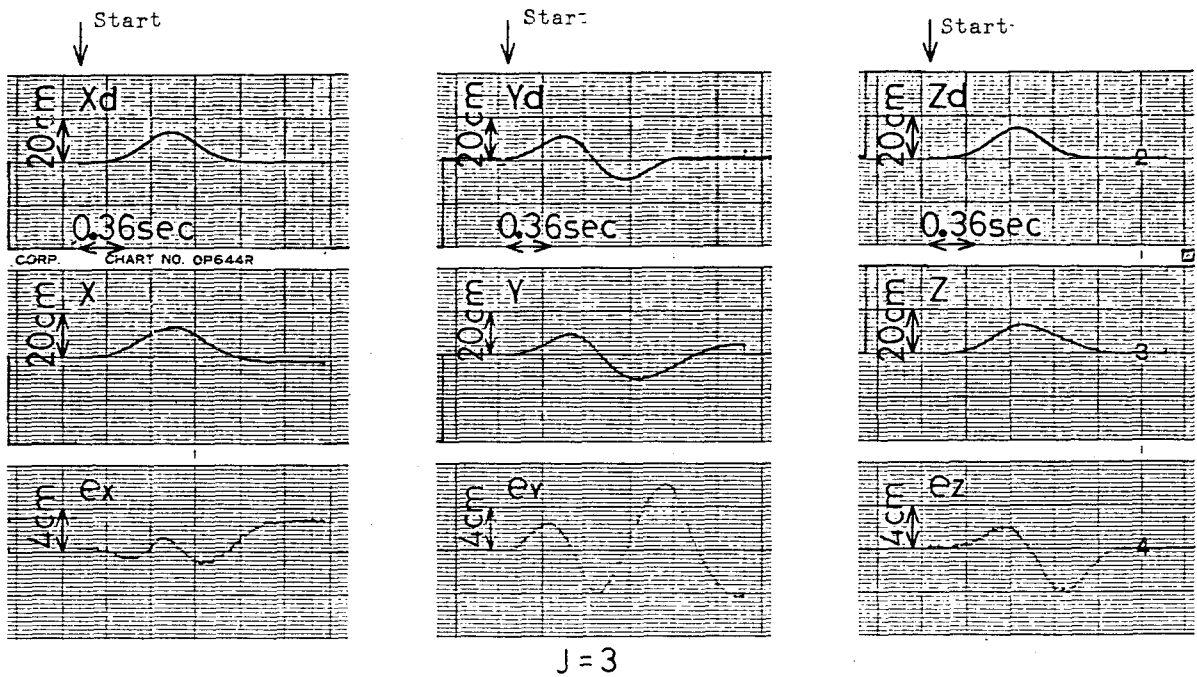 Start
Start
Start
20cm
Xd
20cm
Yd
20cm
Zd
2
0.36sec
0.36sec
0.36sec
CORP. CHART NO. OP644R
20cm
X
20cm
Y
20cm
Z
3
4cm
ex
4cm
eY
4cm
ez
4
J=3